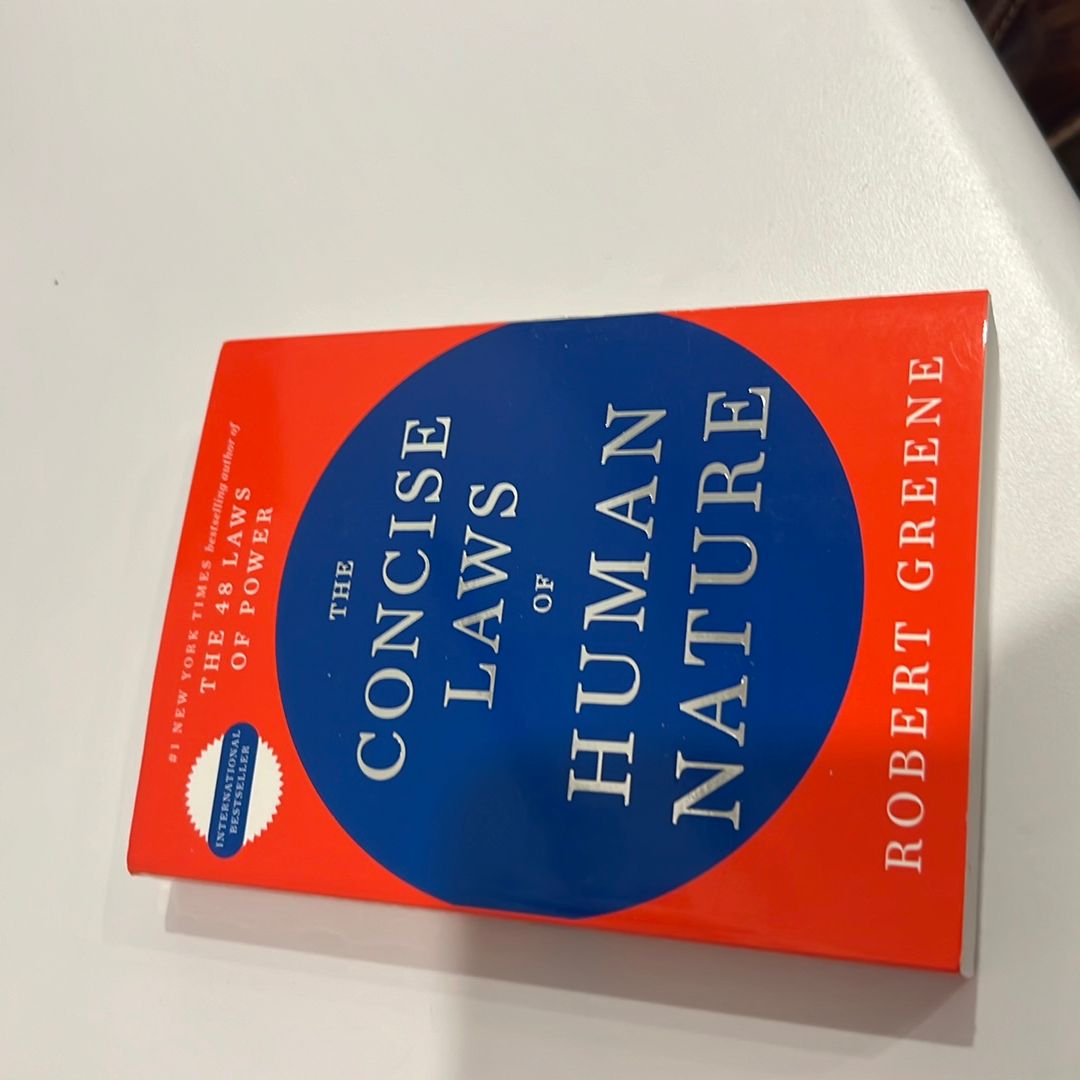 #1 NEW YORK TIMES bestselling author of
THE 48 LAWS
OF POWER
INTERNATIONAL
BESTSELLER
THE
CONCISE
LAWS
OF
HUMAN
NATURE
ROBERT GREENE